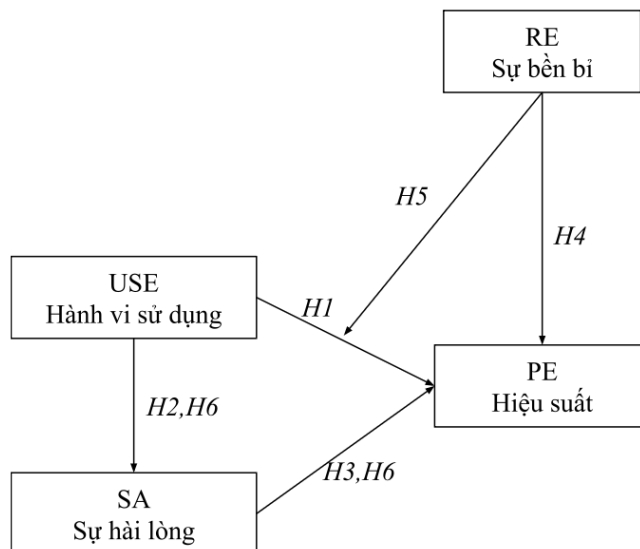 RE
Sự bền bỉ
H5
H4
USE
Hành vi sử dụng
H1
PE
Hiệu suất
H2,H6
H3,H6
SA
Sự hài lòng